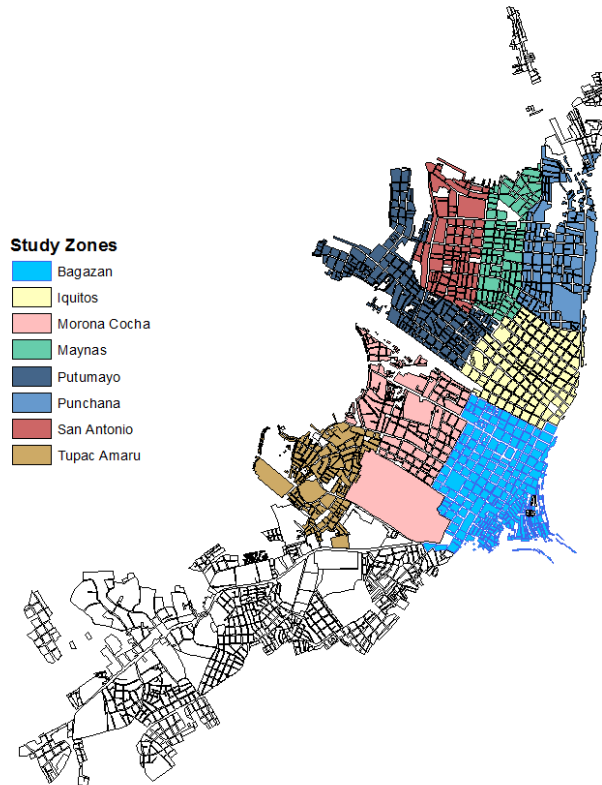 Study Zones
Bagazan
Iquitos
Morona Cocha
Maynas
Putumayo
Punchana
San Antonio
Tupac Amaru